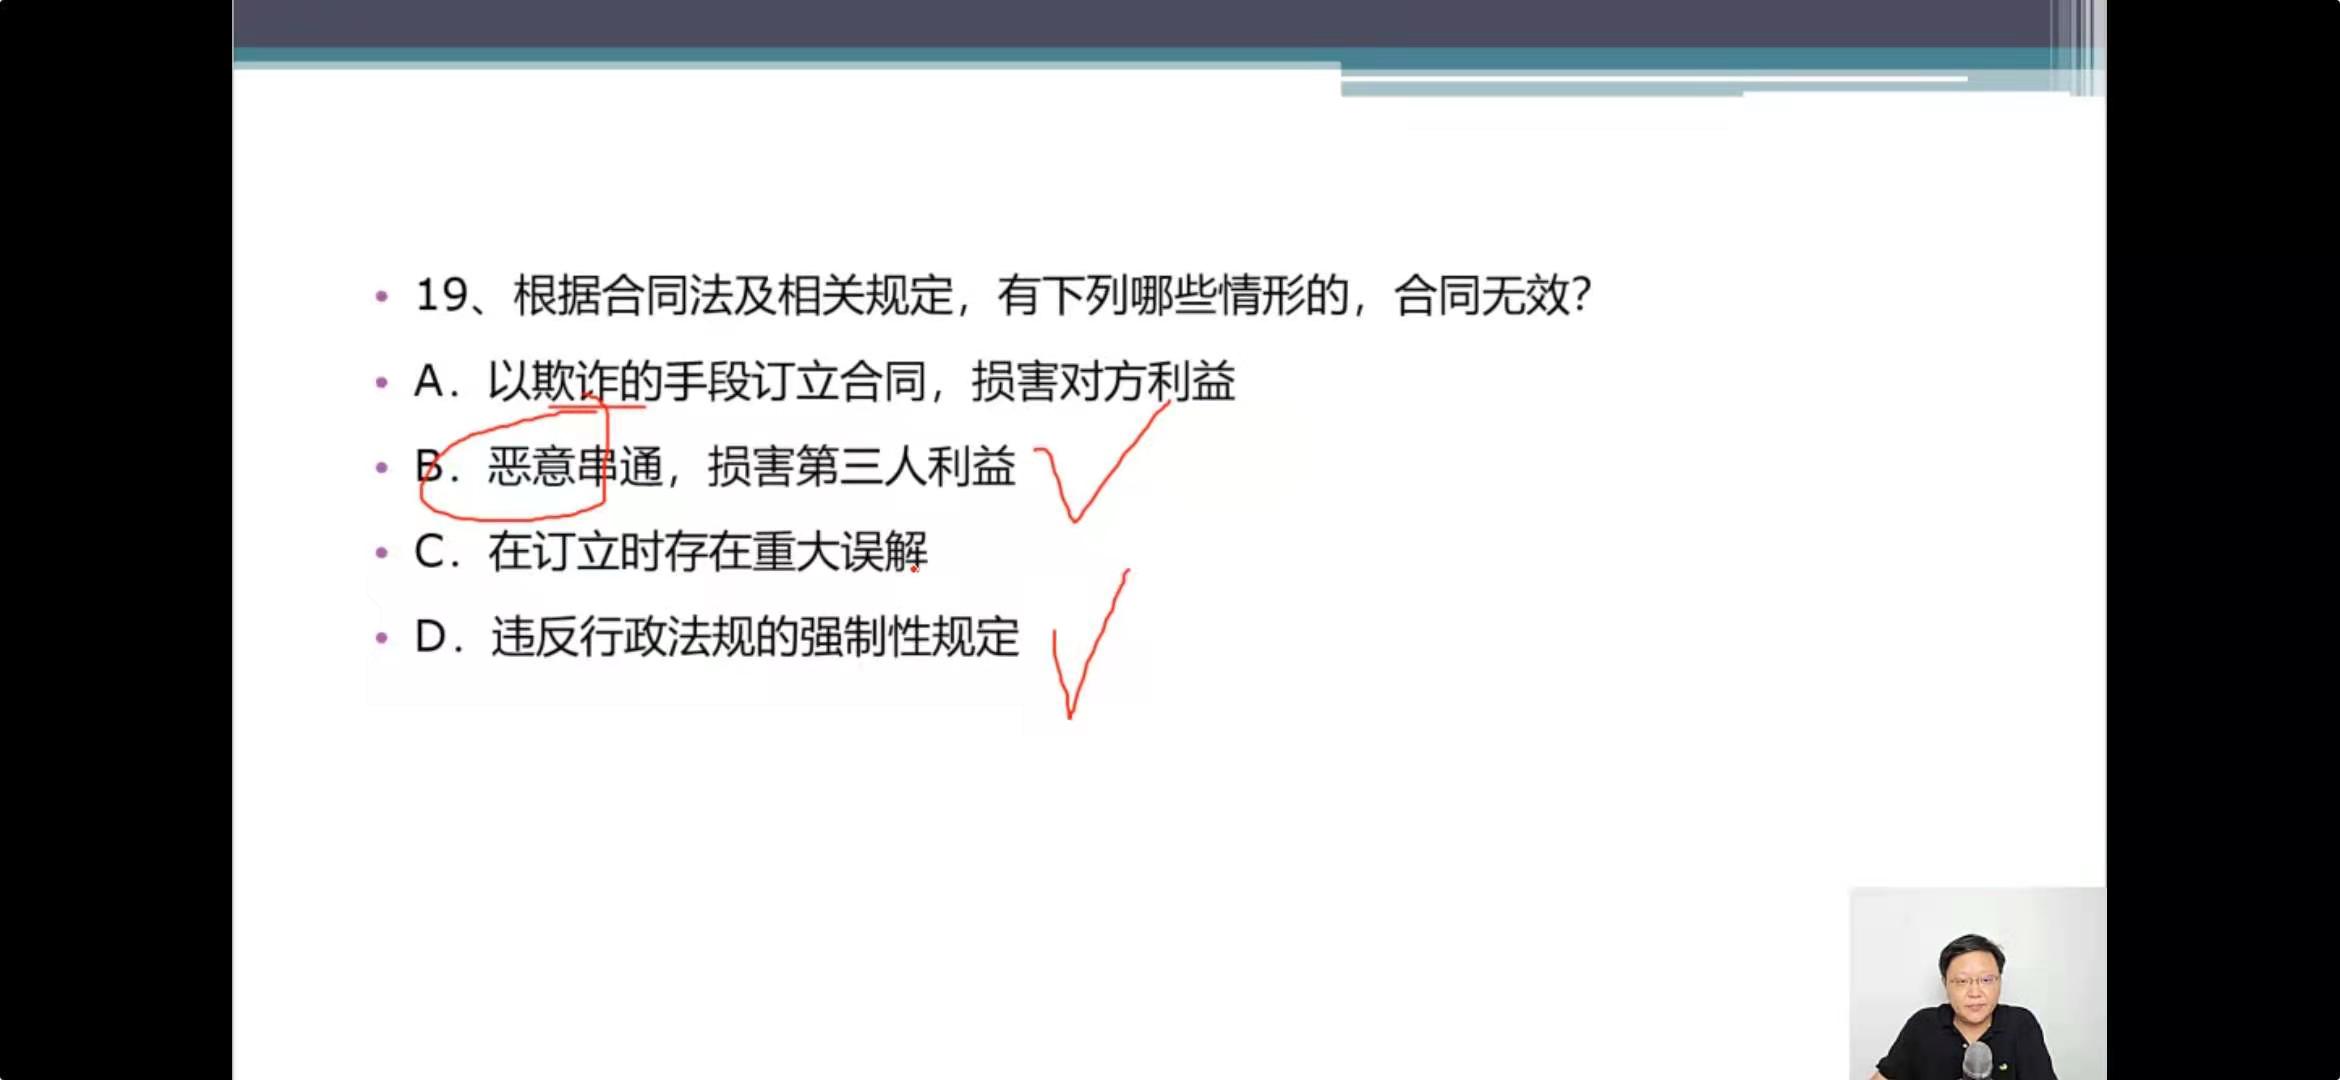 19、根据合同法及相关规定，有下列哪些情形的，合同无效？
A．以欺诈的手段订立合同，损害对方利益
B．恶意串通，损害第三人利益
C．在订立时存在重大误解
D．违反行政法规的强制性规定